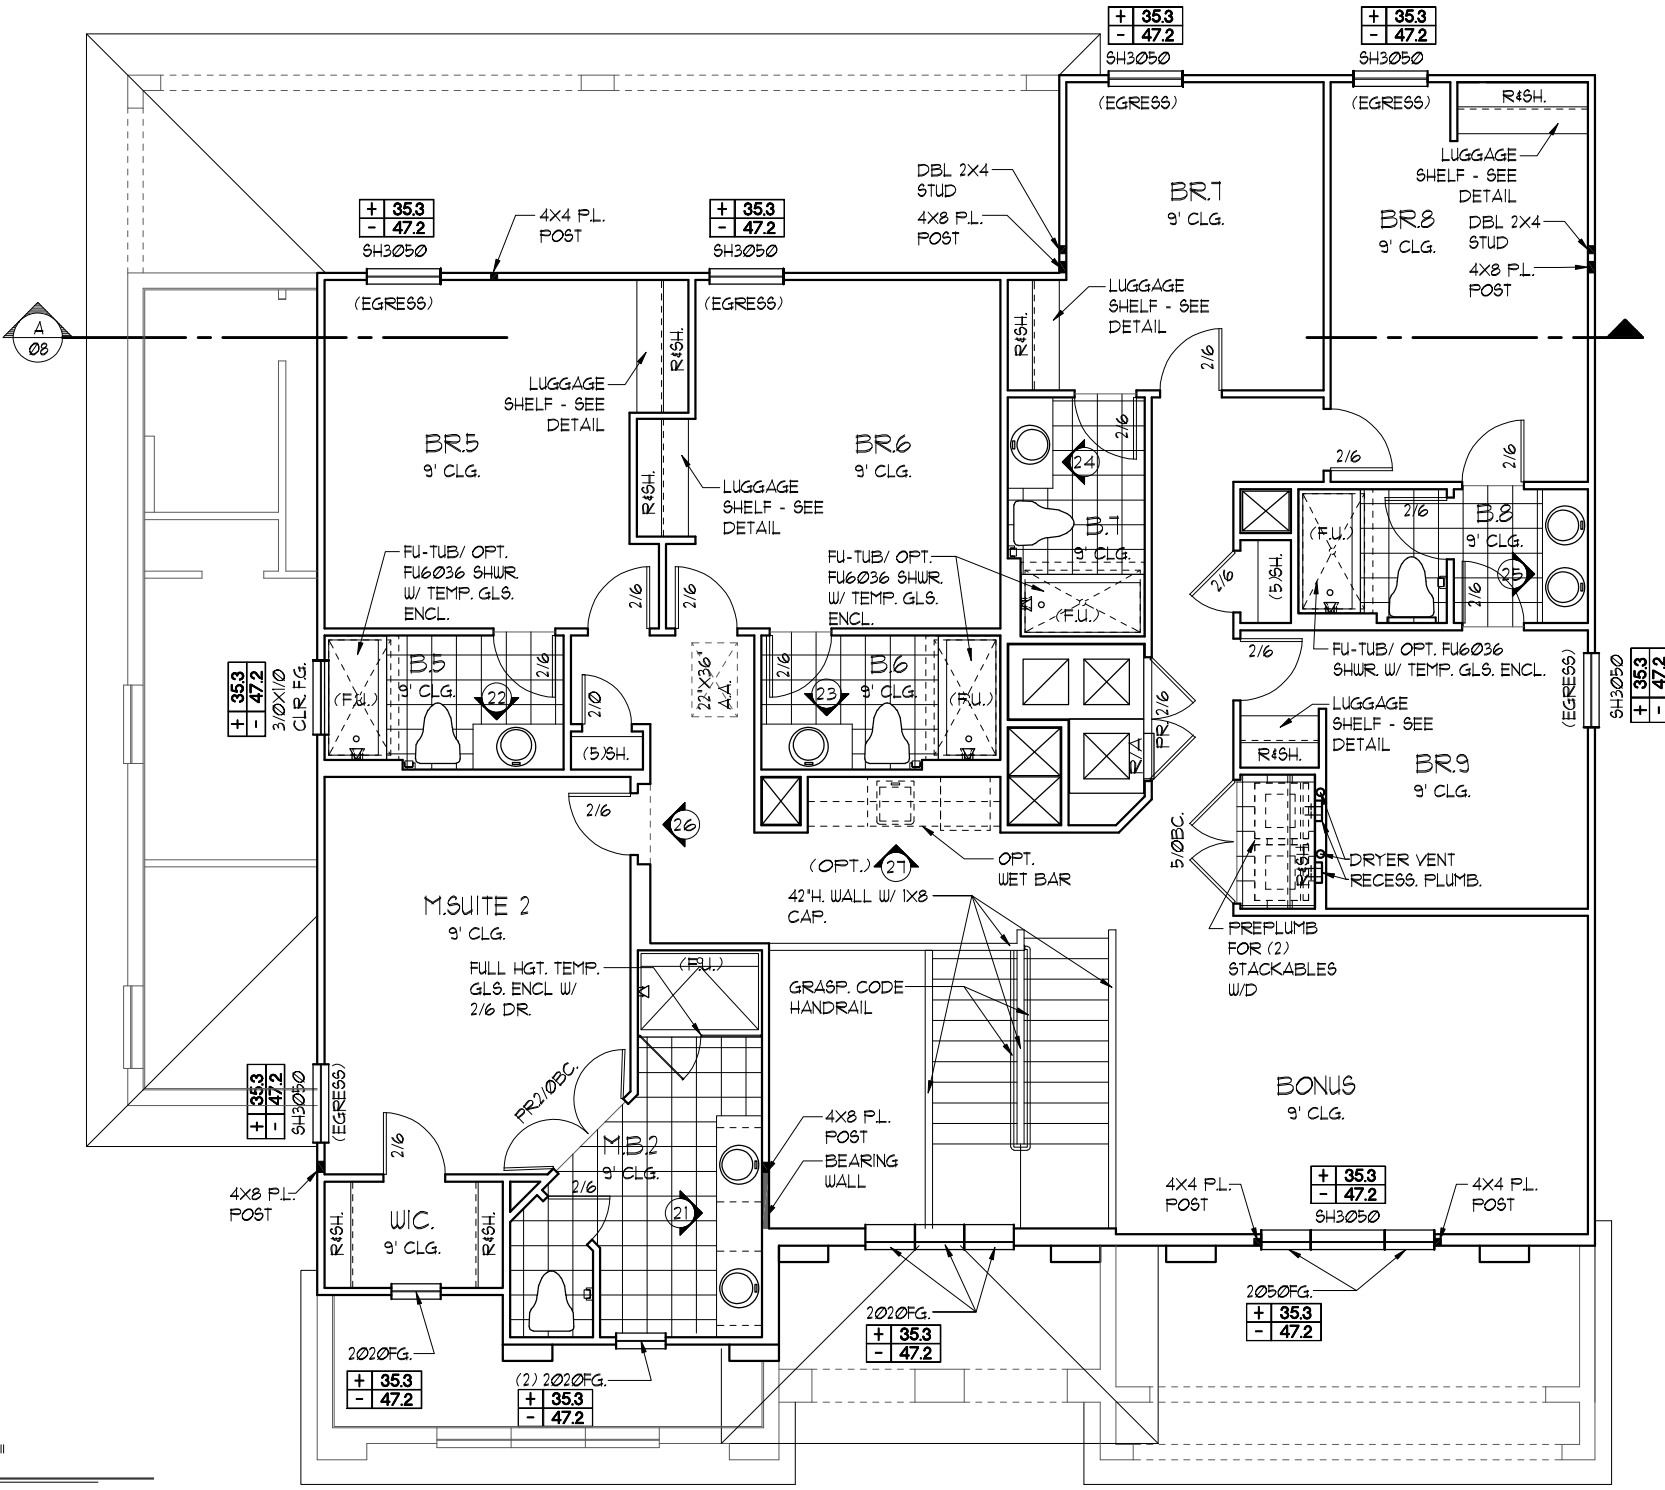 + 35.3
- 47.2
SH3050
(EGRESS)
+ 35.3
- 47.2
SH3050
(EGRESS)
R&SH.
LUGGAGE
SHELF - SEE
DETAIL
DBL 2X4
STUD
4X8 P.L.
POST
BR.7
9' CLG.
BR.8
9' CLG.
DBL 2X4
STUD
4X8 P.L.
POST
+ 35.3
- 47.2
SH3050
(EGRESS)
4X4 P.L.
POST
+ 35.3
- 47.2
SH3050
(EGRESS)
LUGGAGE
SHELF - SEE
DETAIL
R&SH.
A
08
R&SH.
LUGGAGE
SHELF - SEE
DETAIL
2/6
BR.5
9' CLG.
BR.6
9' CLG.
2/6
24
2/6
2/6
R&SH.
LUGGAGE
SHELF - SEE
DETAIL
B.7
9' CLG.
(F.U.)
2/6
B.8
9' CLG.
(F.U.)
25
2/6
FU-TUB/ OPT.
FU6036 SHWR.
W/ TEMP. GLS.
ENCL.
FU-TUB/ OPT.
FU6036 SHWR.
W/ TEMP. GLS.
ENCL.
2/6
2/6
2/6
(5)SH.
FU-TUB/ OPT. FU6036
SHWR. W/ TEMP. GLS. ENCL.
2/6
+ 35.3
- 47.2
3/0X1/0
CLR. F.G.
B.5
9' CLG.
(F.U.)
22
2/6
2/0
(5)SH.
22"X36"
A.A.
2/6
B.6
9' CLG.
23
(F.U.)
PR 2/6
R/A
LUGGAGE
SHELF - SEE
DETAIL
R&SH.
(EGRESS)
SH3050
+ 35.3
- 47.2
BR.9
9' CLG.
2/6
26
5/0BC.
R&SH.
DRYER VENT
RECESS. PLUMB.
(OPT.)
27
OPT.
WET BAR
42"H. WALL W/ 1X8
CAP.
M.SUITE 2
9' CLG.
PREPLUMB
FOR (2)
STACKABLES
W/D
FULL HGT. TEMP.
GLS. ENCL W/
2/6 DR.
(F.U.)
GRASP. CODE
HANDRAIL
BONUS
9' CLG.
+ 35.3
- 47.2
SH3050
(EGRESS)
PR.2/0BC.
2/6
M.B.2
9' CLG.
2/6
21
4X8 P.L.
POST
BEARING
WALL
4X8 P.L.
POST
R&SH.
W.I.C.
9' CLG.
R&SH.
4X4 P.L.
POST
+ 35.3
- 47.2
SH3050
4X4 P.L.
POST
2020FG.
+ 35.3
- 47.2
(2) 2020FG.
+ 35.3
- 47.2
2020FG.
+ 35.3
- 47.2
2050FG.
+ 35.3
- 47.2